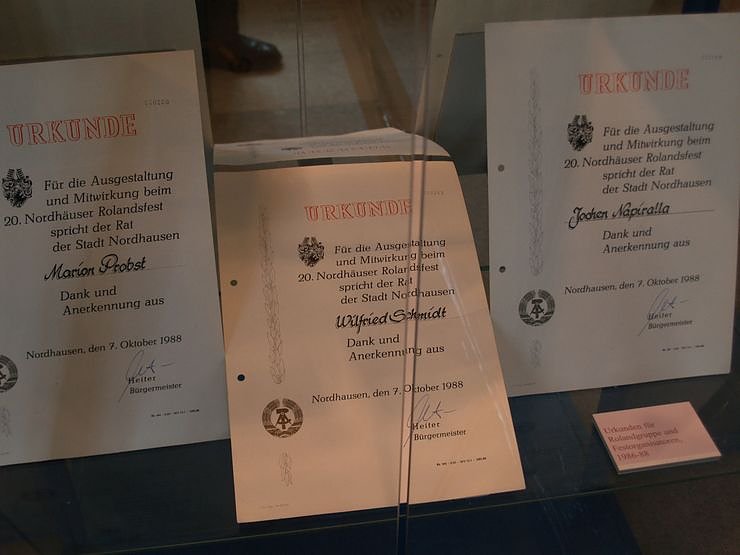 URKUNDE
Für die Ausgestaltung
und Mitwirkung beim
20. Nordhäuser Rolandsfest
spricht der Rat
der Stadt Nordhausen
Marion Probst
Dank und
Anerkennung aus
Nordhausen, den 7. Oktober 1988
Heiter
Bürgermeister
URKUNDE
Für die Ausgestaltung
und Mitwirkung beim
20. Nordhäuser Rolandsfest
spricht der Rat
der Stadt Nordhausen
Wilfried Schmidt
Dank und
Anerkennung aus
Nordhausen, den 7. Oktober 1988
Heiter
Bürgermeister
URKUNDE
Für die Ausgestaltung
und Mitwirkung beim
20. Nordhäuser Rolandsfest
spricht der Rat
der Stadt Nordhausen
Jochen Napiralla
Dank und
Anerkennung aus
Nordhausen, den 7. Oktober 1988
Heiter
Bürgermeister
Urkunden für
Rolandgruppe und
Festorganisatoren,
1986-88